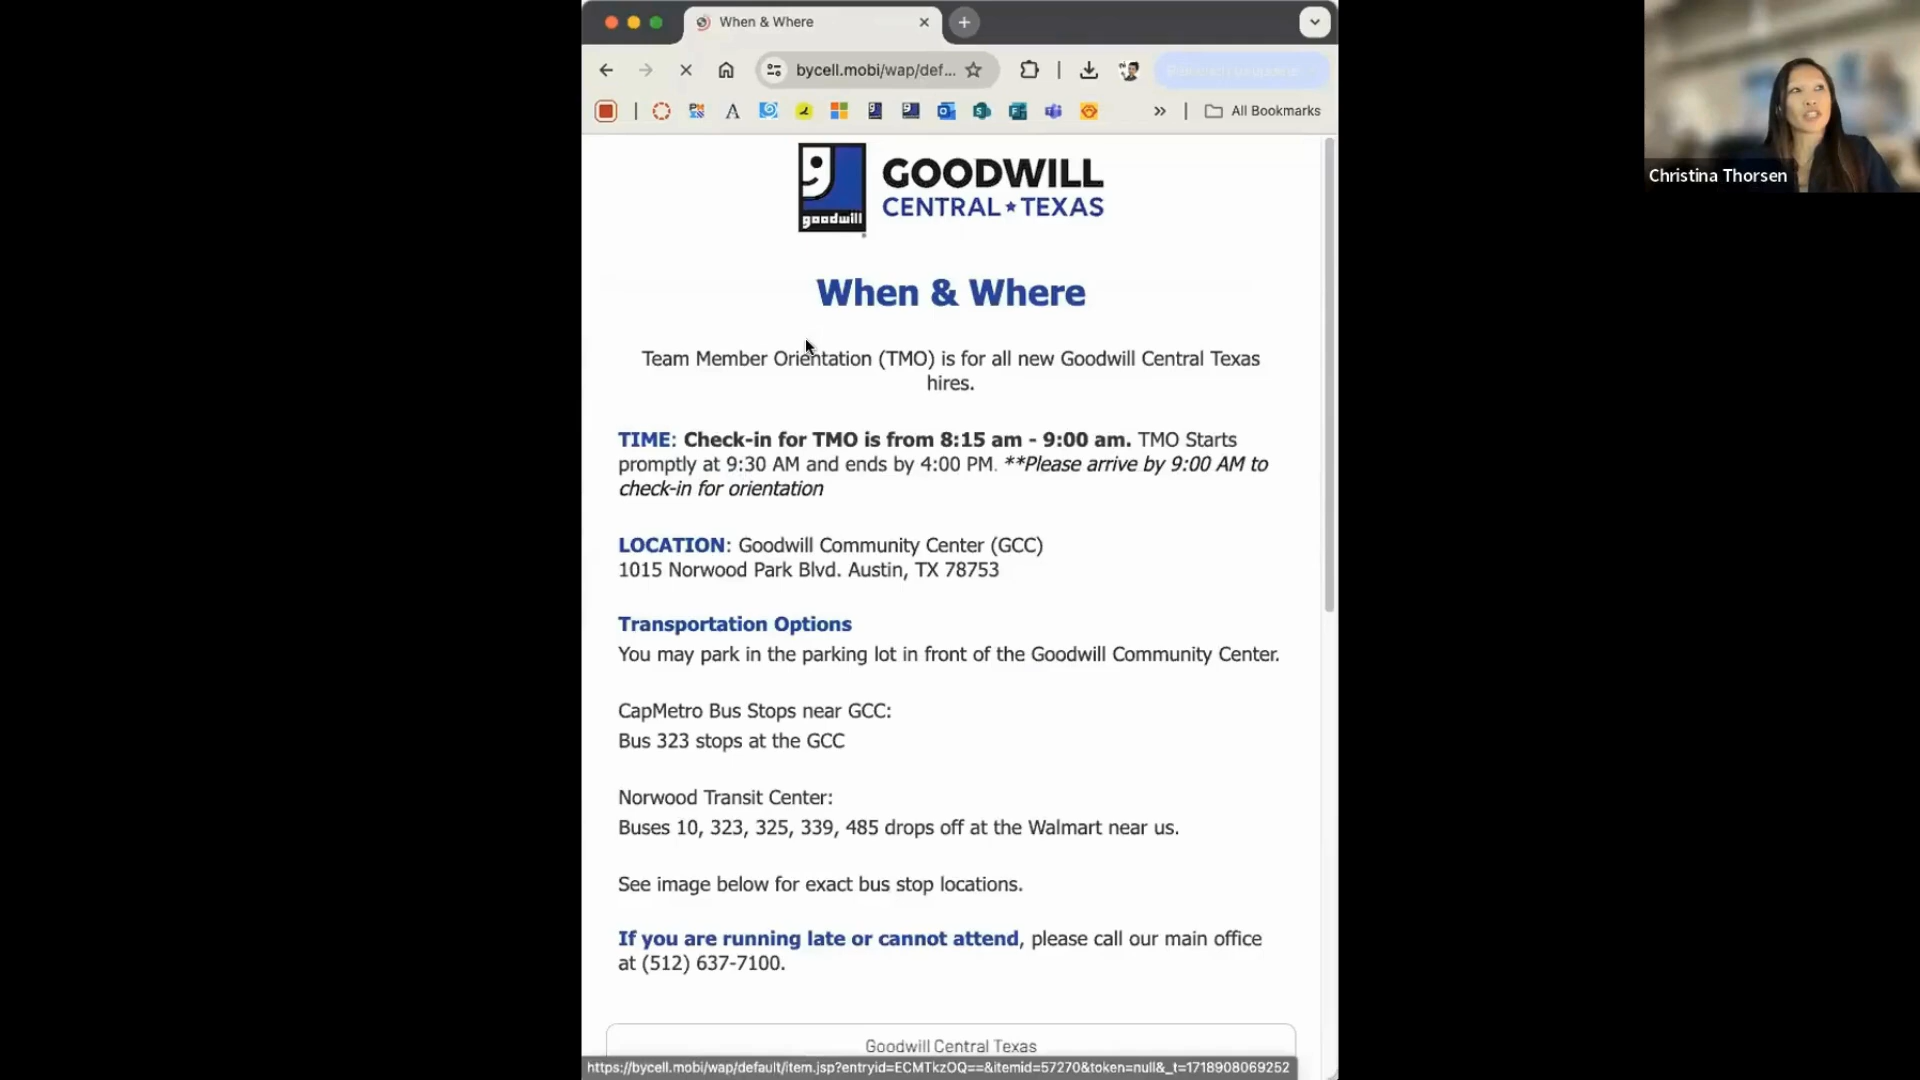 When & Where
bycell.mobi/wap/def...
All Bookmarks
goodwill
GOODWILL
CENTRAL★TEXAS
When & Where
Team Member Orientation (TMO) is for all new Goodwill Central Texas
hires.
TIME: Check-in for TMO is from 8:15 am - 9:00 am. TMO Starts
promptly at 9:30 AM and ends by 4:00 PM. **Please arrive by 9:00 AM to
check-in for orientation
LOCATION: Goodwill Community Center (GCC)
1015 Norwood Park Blvd. Austin, TX 78753
Transportation Options
You may park in the parking lot in front of the Goodwill Community Center.
CapMetro Bus Stops near GCC:
Bus 323 stops at the GCC
Norwood Transit Center:
Buses 10, 323, 325, 339, 485 drops off at the Walmart near us.
See image below for exact bus stop locations.
If you are running late or cannot attend, please call our main office
at (512) 637-7100.
Goodwill Central Texas
https://bycell.mobi/wap/default/item.jsp?entryid=ECMTkzOQ==&itemid=57270&token=null&_t=1718908069252
Christina Thorsen